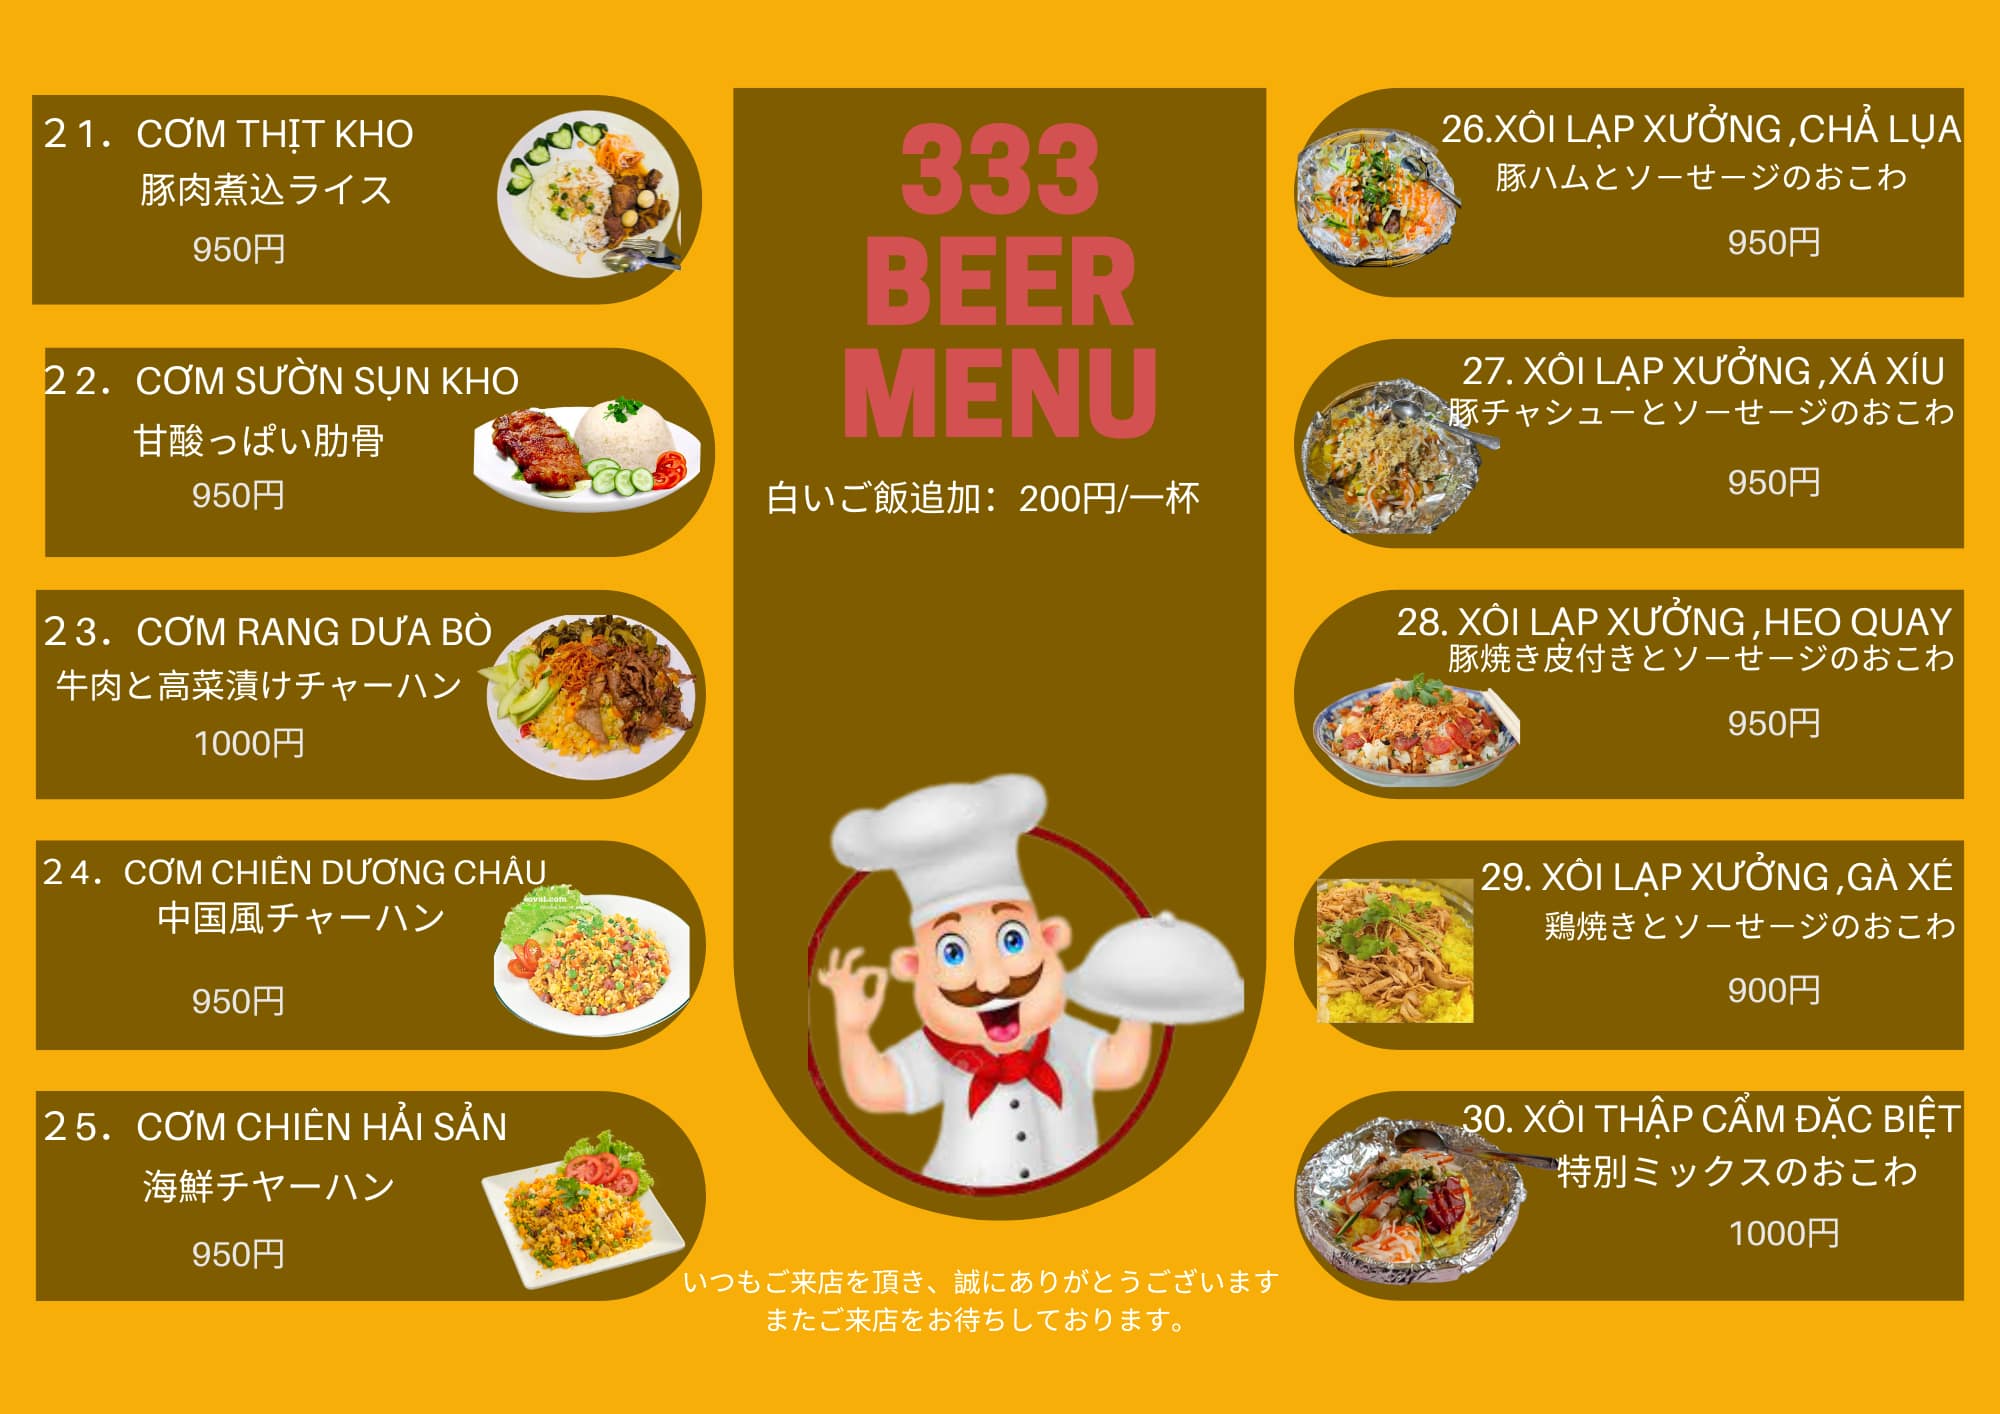 ２１．CƠM THỊT KHO
豚肉煮込ライス
950円
２２．CƠM SƯỜN SỤN KHO
甘酸っぱい肋骨
950円
２３．CƠM RANG DƯA BÒ
牛肉と高菜漬けチャーハン
1000円
２４．CƠM CHIÊN DƯƠNG CHÂU
中国風チャーハン
950円
２５．CƠM CHIÊN HẢI SẢN
海鮮チヤーハン
950円
333
BEER
MENU
白いご飯追加：200円/一杯
26.XÔI LẠP XƯỞNG ,CHẢ LỤA
豚ハムとソーせージのおこわ
950円
27. XÔI LẠP XƯỞNG ,XÁ XÍU
豚チャシューとソーせージのおこわ
950円
28. XÔI LẠP XƯỞNG ,HEO QUAY
豚焼き皮付きとソーせージのおこわ
950円
29. XÔI LẠP XƯỞNG ,GÀ XÉ
鶏焼きとソーせージのおこわ
900円
30. XÔI THẬP CẨM ĐẶC BIỆT
特別ミックスのおこわ
1000円
いつもご来店を頂き、誠にありがとうございます
またご来店をお待ちしております。